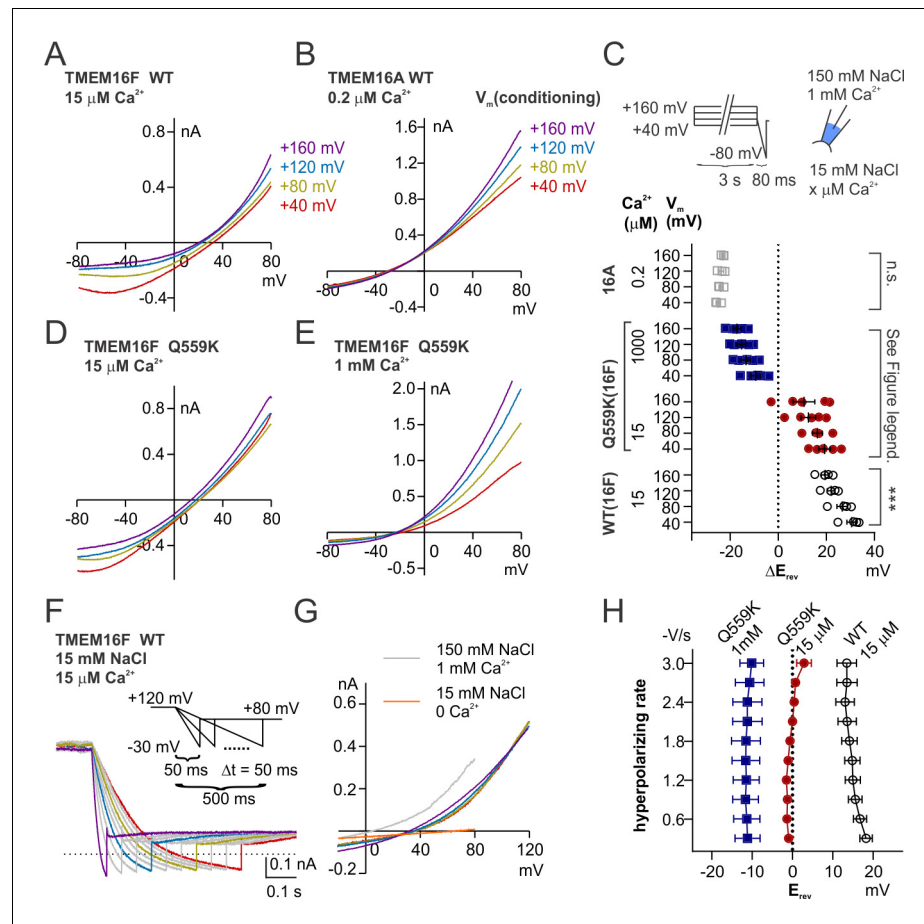 A
TMEM16F WT
15 μM Ca²⁺
nA
0.8
0.4
-0.4
-80
-40
0
40
80
mV
+160 mV
+120 mV
+80 mV
+40 mV
B
TMEM16A WT
0.2 μM Ca²⁺
Vm(conditioning)
nA
1.6
1.2
0.8
0.4
0.0
-80
-40
0
40
80
mV
+160 mV
+120 mV
+80 mV
+40 mV
C
+160 mV
+40 mV
-80 mV
3 s
80 ms
150 mM NaCl
1 mM Ca²⁺
15 mM NaCl
x μM Ca²⁺
Ca²⁺ Vm
(μM) (mV)
16A
0.2
160
120
80
40
n.s.
Q559K(16F)
1000
160
120
80
40
15
160
120
80
40
See Figure legend.
WT(16F)
15
160
120
80
40
***
-20
0
20
40
ΔErev
mV
D
TMEM16F Q559K
15 μM Ca²⁺
nA
0.8
0.4
-0.4
-80
-40
0
40
80
mV
E
TMEM16F Q559K
1 mM Ca²⁺
nA
2.0
1.5
1.0
0.5
-0.5
-80
-40
0
40
80
mV
F
TMEM16F WT
15 mM NaCl
15 μM Ca²⁺
+120 mV
+80 mV
-30 mV
50 ms Δt = 50 ms
500 ms
0.1 nA
0.1 s
G
150 mM NaCl
1 mM Ca²⁺
15 mM NaCl
0 Ca²⁺
nA
0.6
0.4
0.2
-0.2
0
40
80
120
mV
H
-V/s
Q559K
1mM
Q559K
15 μM
WT
15 μM
3.0
2.4
1.8
1.2
0.6
hyperpolarizing rate
-20
-10
0
10
20
Erev
mV